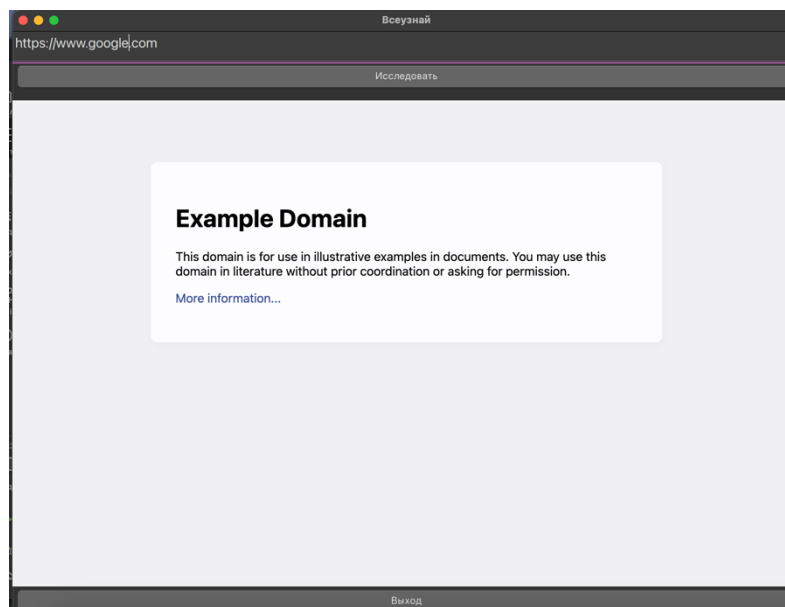 Всеузнай
https://www.google.com
Исследовать
Example Domain
This domain is for use in illustrative examples in documents. You may use this
domain in literature without prior coordination or asking for permission.
More information...
Выход